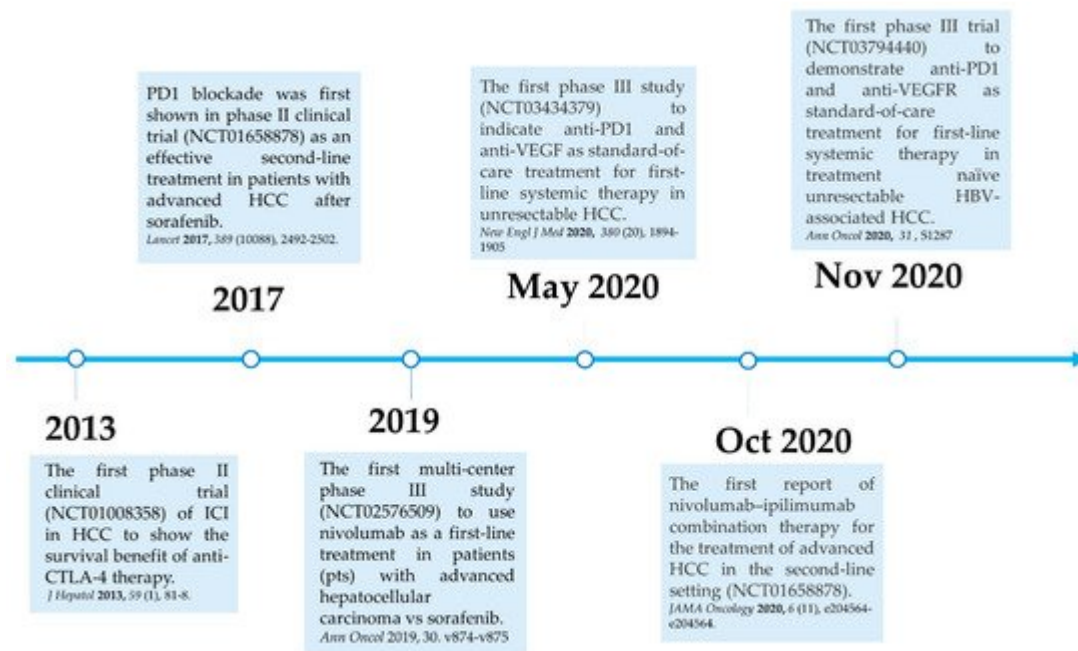 PD1 blockade was first
shown in phase II clinical
trial (NCT01658878) as an
effective second-line
treatment in patients with
advanced HCC after
sorafenib.
Lancet 2017, 389 (10088), 2492-2502.
2017
The first phase III study
(NCT03434379) to
indicate anti-PD1 and
anti-VEGF as standard-of-
care treatment for first-
line systemic therapy in
unresectable HCC.
New Engl J Med 2020, 380 (20), 1894-
1905
May 2020
The first phase III trial
(NCT03794440) to
demonstrate anti-PD1
and anti-VEGFR as
standard-of-care
treatment for first-line
systemic therapy in
treatment naïve
unresectable HBV-
associated HCC.
Ann Oncol 2020, 31 , S1287
Nov 2020
2013
The first phase II
clinical trial
(NCT01008358) of ICI
in HCC to show the
survival benefit of anti-
CTLA-4 therapy.
J Hepatol 2013, 59 (1), 81-8.
2019
The first multi-center
phase III study
(NCT02576509) to use
nivolumab as a first-line
treatment in patients
(pts) with advanced
hepatocellular
carcinoma vs sorafenib.
Ann Oncol 2019, 30. v874-v875
Oct 2020
The first report of
nivolumab–ipilimumab
combination therapy for
the treatment of advanced
HCC in the second-line
setting (NCT01658878).
JAMA Oncology 2020, 6 (11), e204564-
e204564.